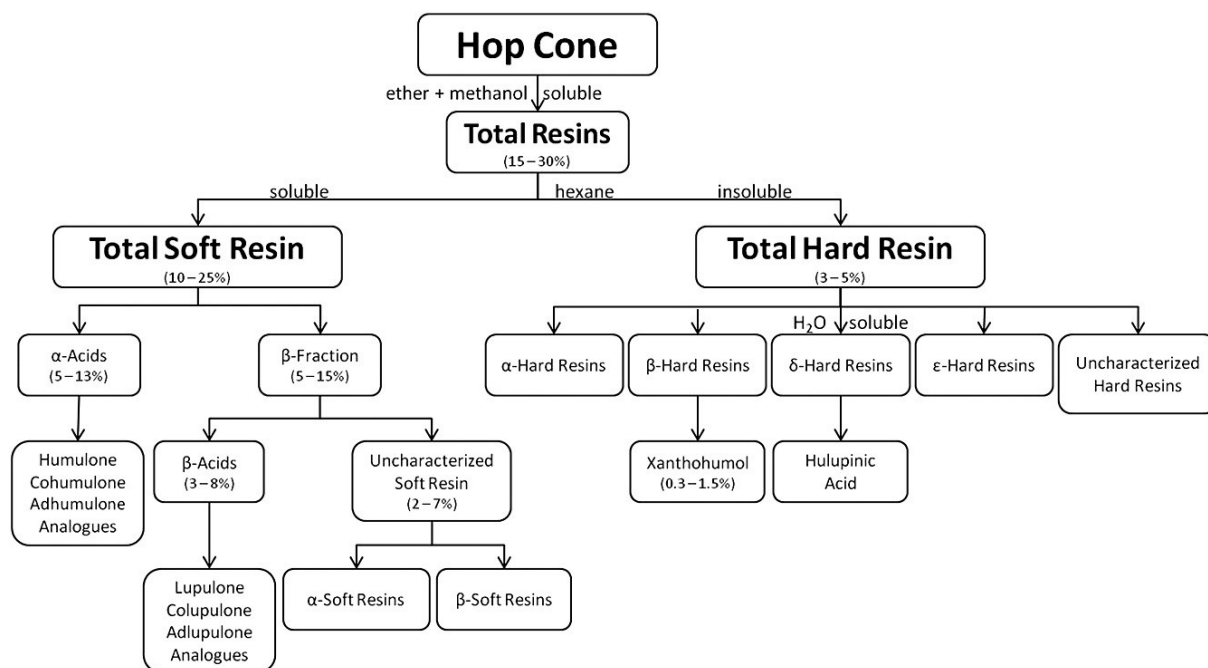 Hop Cone
ether + methanol soluble
Total Resins
(15–30%)
soluble hexane insoluble
Total Soft Resin
(10–25%)
Total Hard Resin
(3–5%)
H₂O soluble
α-Acids
(5–13%)
β-Fraction
(5–15%)
α-Hard Resins
β-Hard Resins
δ-Hard Resins
ε-Hard Resins
Uncharacterized
Hard Resins
Humulone
Cohumulone
Adhumulone
Analogues
β-Acids
(3–8%)
Uncharacterized
Soft Resin
(2–7%)
Xanthohumol
(0.3–1.5%)
Hulupinic
Acid
Lupulone
Colupulone
Adlupulone
Analogues
α-Soft Resins
β-Soft Resins